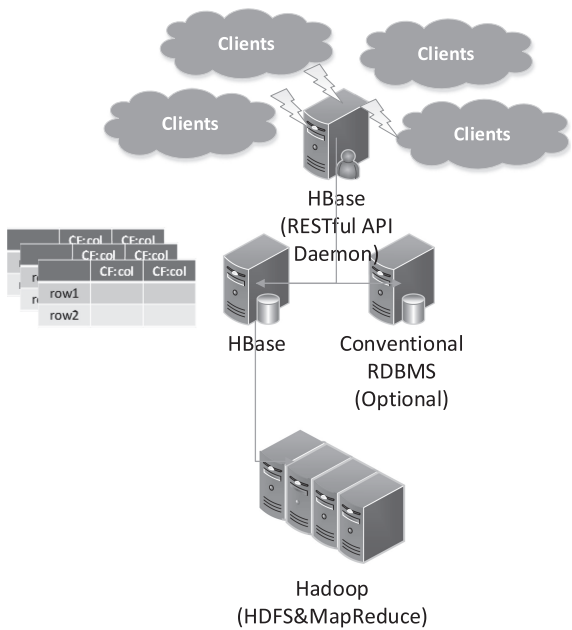 Clients
Clients
Clients
Clients
HBase
(RESTful API
Daemon)
CF:col CF:col
CF:col CF:col
CF:col CF:col
row1
row2
HBase
Conventional
RDBMS
(Optional)
Hadoop
(HDFS&MapReduce)